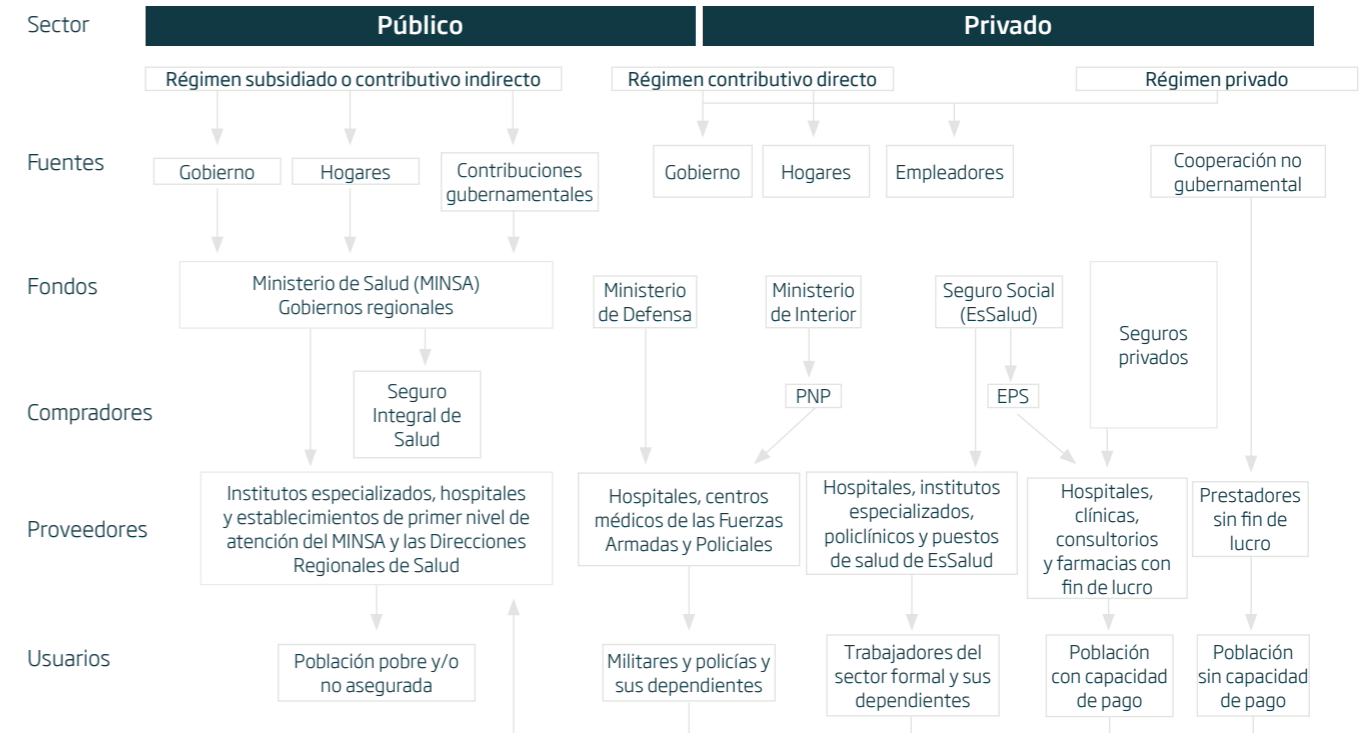 Sector
Público
Privado
Régimen subsidiado o contributivo indirecto
Régimen contributivo directo
Régimen privado
Fuentes
Gobierno
Hogares
Contribuciones
gubernamentales
Gobierno
Hogares
Empleadores
Cooperación no
gubernamental
Fondos
Ministerio de Salud (MINSA)
Gobiernos regionales
Ministerio
de Defensa
Ministerio
de Interior
Seguro Social
(EsSalud)
Seguros
privados
Compradores
Seguro
Integral de
Salud
PNP
EPS
Proveedores
Institutos especializados, hospitales
y establecimientos de primer nivel de
atención del MINSA y las Direcciones
Regionales de Salud
Hospitales, centros
médicos de las Fuerzas
Armadas y Policiales
Hospitales, institutos
especializados,
policlínicos y puestos
de salud de EsSalud
Hospitales,
clínicas,
consultorios
y farmacias con
fin de lucro
Prestadores
sin fin de
lucro
Usuarios
Población pobre y/o
no asegurada
Militares y policías y
sus dependientes
Trabajadores del
sector formal y sus
dependientes
Población
con capacidad
de pago
Población
sin capacidad
de pago